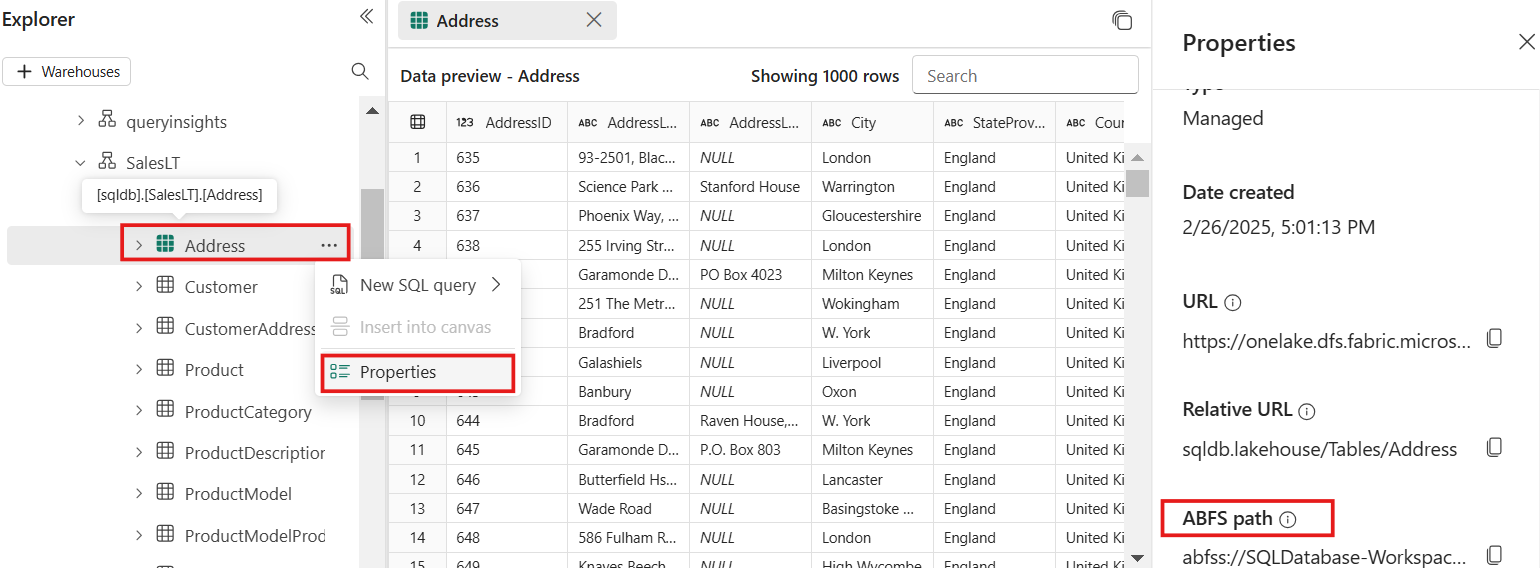 Explorer
Warehouses
queryinsights
SalesLT
[sqldb].[SalesLT].[Address]
Address
Customer
CustomerAddress
Product
ProductCategory
ProductDescription
ProductModel
ProductModelProd
New SQL query
Insert into canvas
Properties
Address
Data preview - Address Showing 1000 rows Search
123 AddressID ABC AddressL... ABC AddressL... ABC City ABC StateProv... ABC Cour
1 635 93-2501, Blac... NULL London England United Ki
2 636 Science Park ... Stanford House Warrington England United Ki
3 637 Phoenix Way, ... NULL Gloucestershire England United Ki
4 638 255 Irving Str... NULL London England United Ki
Garamonde D... PO Box 4023 Milton Keynes England United Ki
251 The Metr... NULL Wokingham England United Ki
Bradford NULL W. York England United Ki
Galashiels NULL Liverpool England United Ki
Banbury NULL Oxon England United Ki
10 644 Bradford Raven House,... W. York England United Ki
11 645 Garamonde D... P.O. Box 803 Milton Keynes England United Ki
12 646 Butterfield Hs... NULL Lancaster England United Ki
13 647 Wade Road NULL Basingstoke ... England United Ki
14 648 586 Fulham R... NULL London England United Ki
15 649 Knaves Beech NULL High Wycombe England United Ki
Properties
Type
Managed
Date created
2/26/2025, 5:01:13 PM
URL
https://onelake.dfs.fabric.micros...
Relative URL
sqldb.lakehouse/Tables/Address
ABFS path
abfss://SQLDatabase-Workspac...